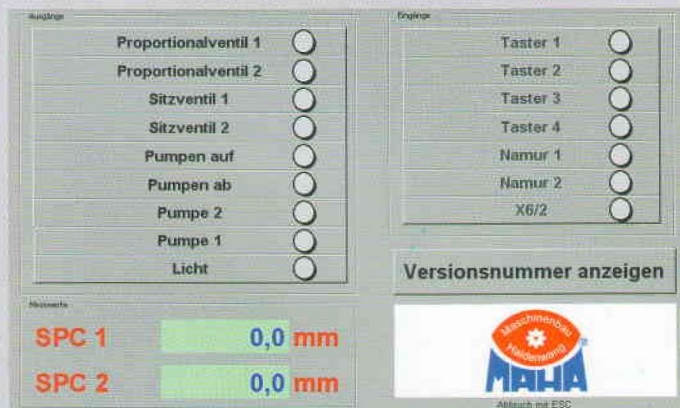 Ausgänge
Proportionalventil 1
Proportionalventil 2
Sitzventil 1
Sitzventil 2
Pumpen auf
Pumpen ab
Pumpe 2
Pumpe 1
Licht
Eingänge
Taster 1
Taster 2
Taster 3
Taster 4
Namur 1
Namur 2
X6/2
Versionsnummer anzeigen
Messwerte
SPC 1 0,0 mm
SPC 2 0,0 mm
Maschinenbau
Haldenwang
MAHA®
Abbruch mit ESC